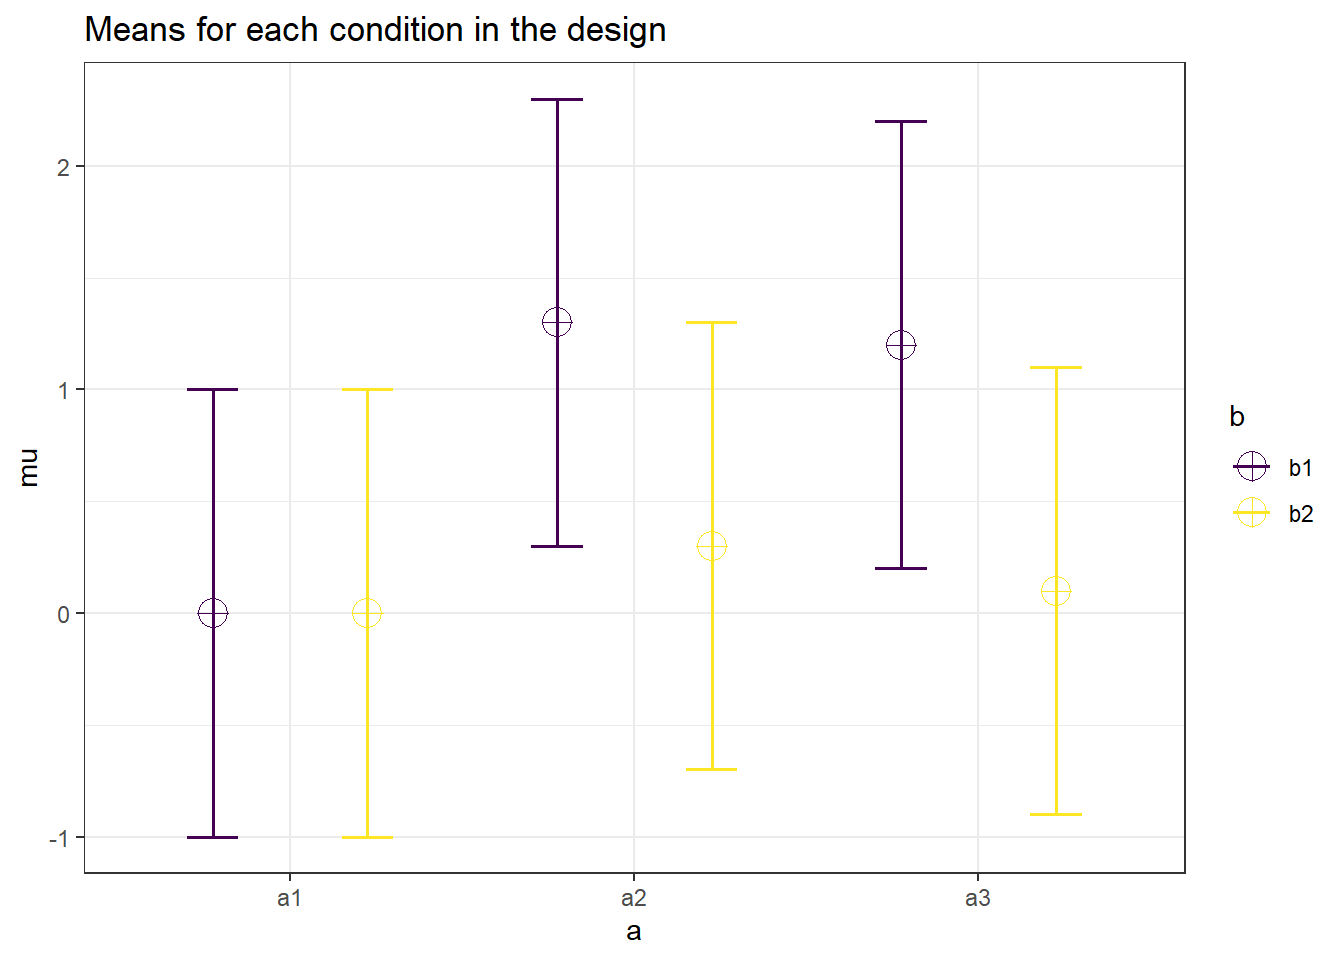 Means for each condition in the design
2
1
0
-1
mu
a1
a2
a3
a
b
b1
b2